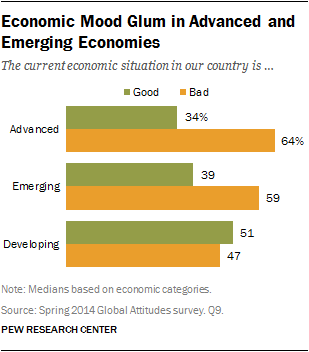 Economic Mood Glum in Advanced and
Emerging Economies
The current economic situation in our country is ...
Good Bad
Advanced 34%
64%
Emerging 39
59
Developing 51
47
Note: Medians based on economic categories.
Source: Spring 2014 Global Attitudes survey. Q9.
PEW RESEARCH CENTER